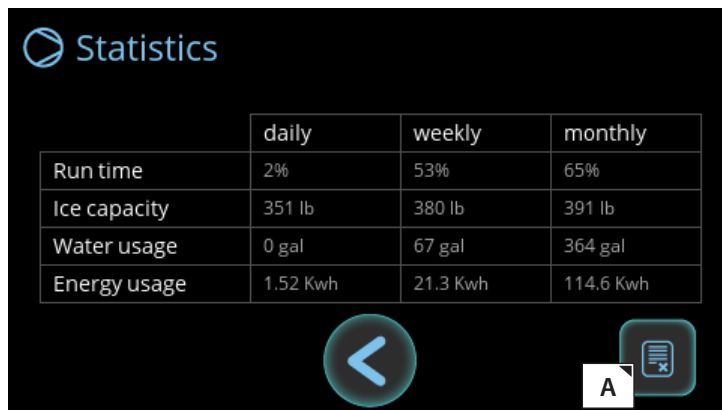 Statistics
daily weekly monthly
Run time 2% 53% 65%
Ice capacity 351 lb 380 lb 391 lb
Water usage 0 gal 67 gal 364 gal
Energy usage 1.52 Kwh 21.3 Kwh 114.6 Kwh
A